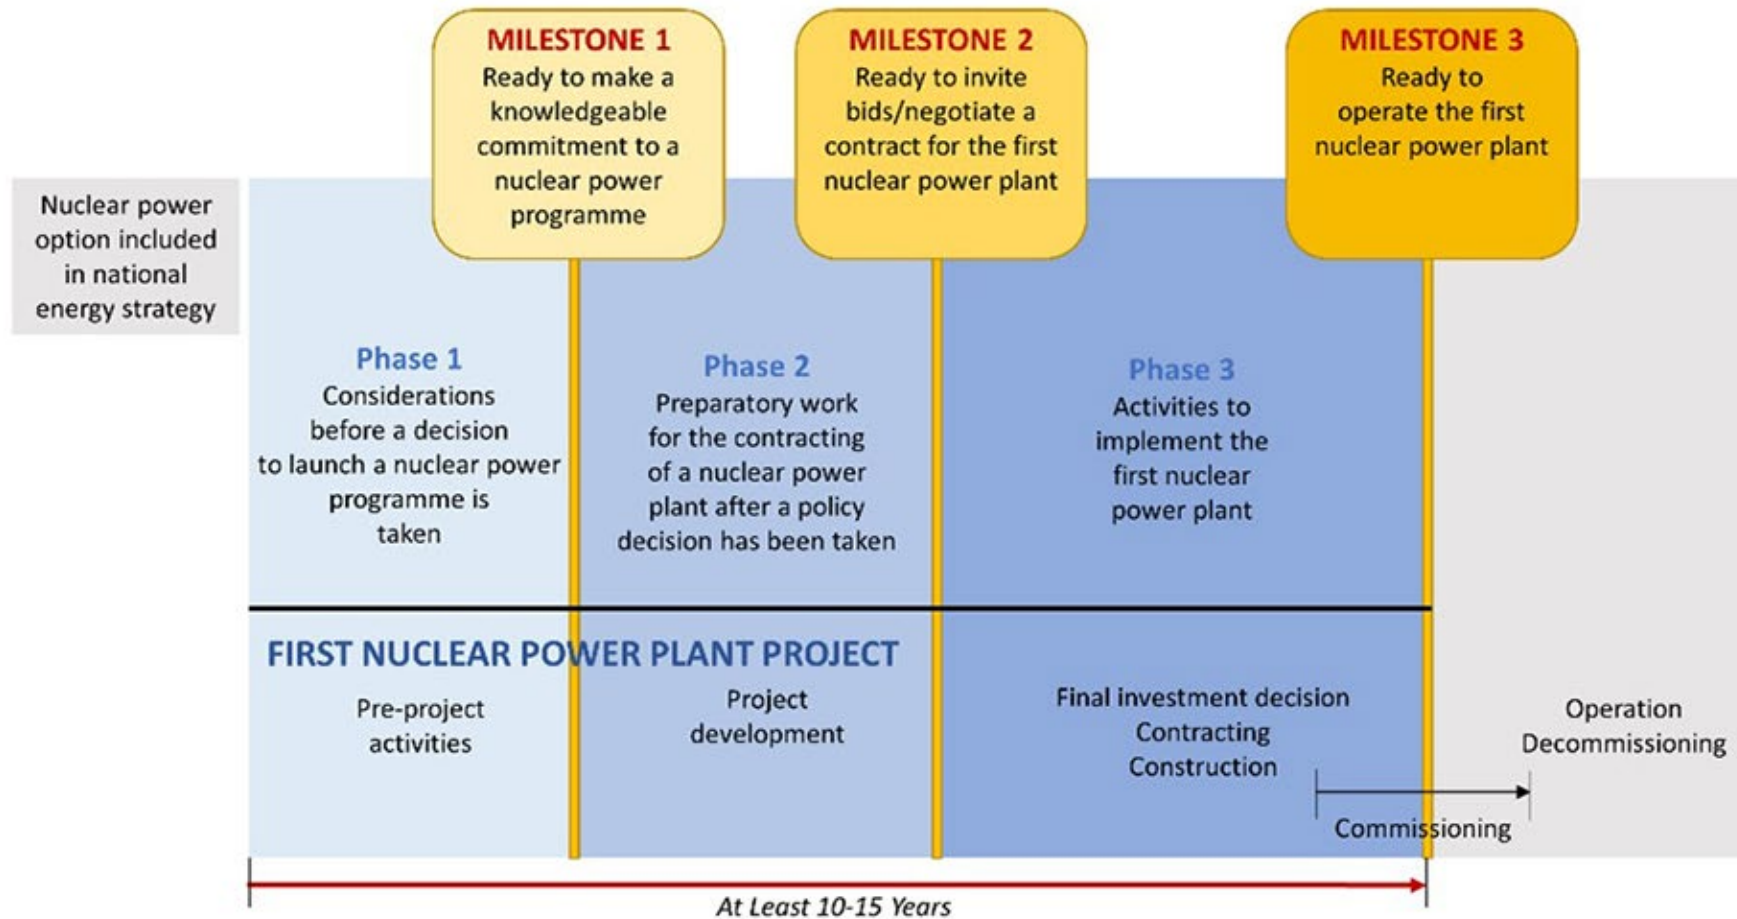 MILESTONE 1
Ready to make a
knowledgeable
commitment to a
nuclear power
programme
MILESTONE 2
Ready to invite
bids/negotiate a
contract for the first
nuclear power plant
MILESTONE 3
Ready to
operate the first
nuclear power plant
Nuclear power
option included
in national
energy strategy
Phase 1
Considerations
before a decision
to launch a nuclear power
programme is
taken
Phase 2
Preparatory work
for the contracting
of a nuclear power
plant after a policy
decision has been taken
Phase 3
Activities to
implement the
first nuclear
power plant
FIRST NUCLEAR POWER PLANT PROJECT
Pre-project
activities
Project
development
Final investment decision
Contracting
Construction
Commissioning
Operation
Decommissioning
At Least 10-15 Years